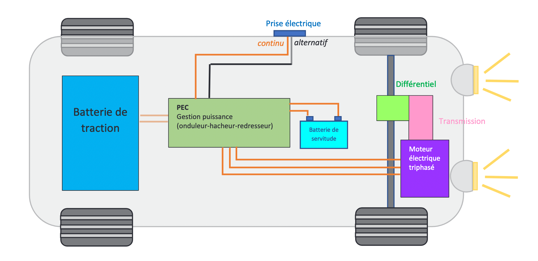 Prise électrique
continu
alternatif
Différentiel
Batterie de
traction
PEC
Gestion puissance
(onduleur-hacheur-redresseur)
Batterie de
servitude
Transmission
Moteur
électrique
triphasé